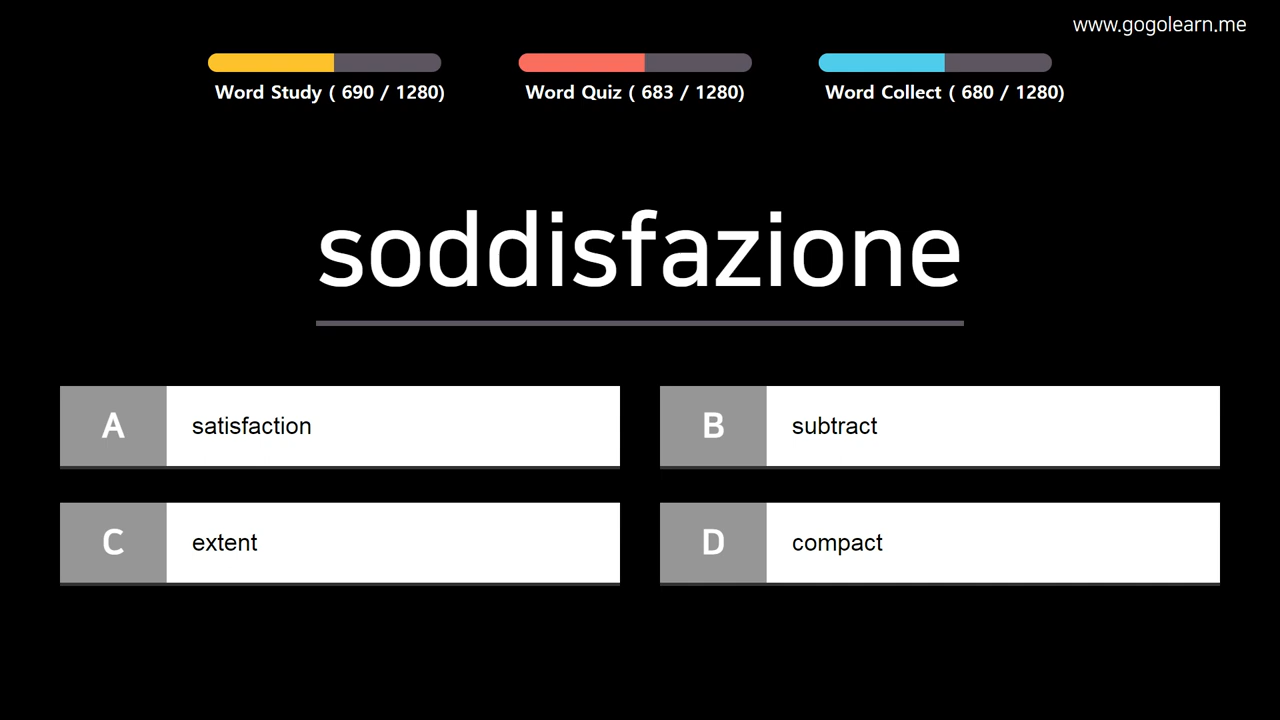 www.gogolearn.me
Word Study ( 690 / 1280)
Word Quiz ( 683 / 1280)
Word Collect ( 680 / 1280)
soddisfazione
A satisfaction
B subtract
C extent
D compact